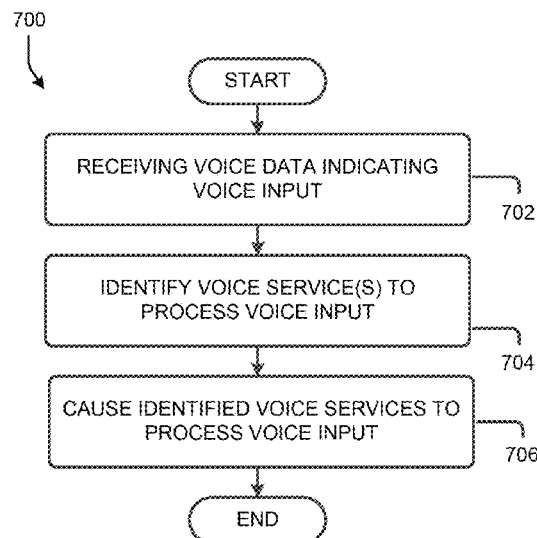 700
START
RECEIVING VOICE DATA INDICATING
VOICE INPUT
702
IDENTIFY VOICE SERVICE(S) TO
PROCESS VOICE INPUT
704
CAUSE IDENTIFIED VOICE SERVICES TO
PROCESS VOICE INPUT
706
END